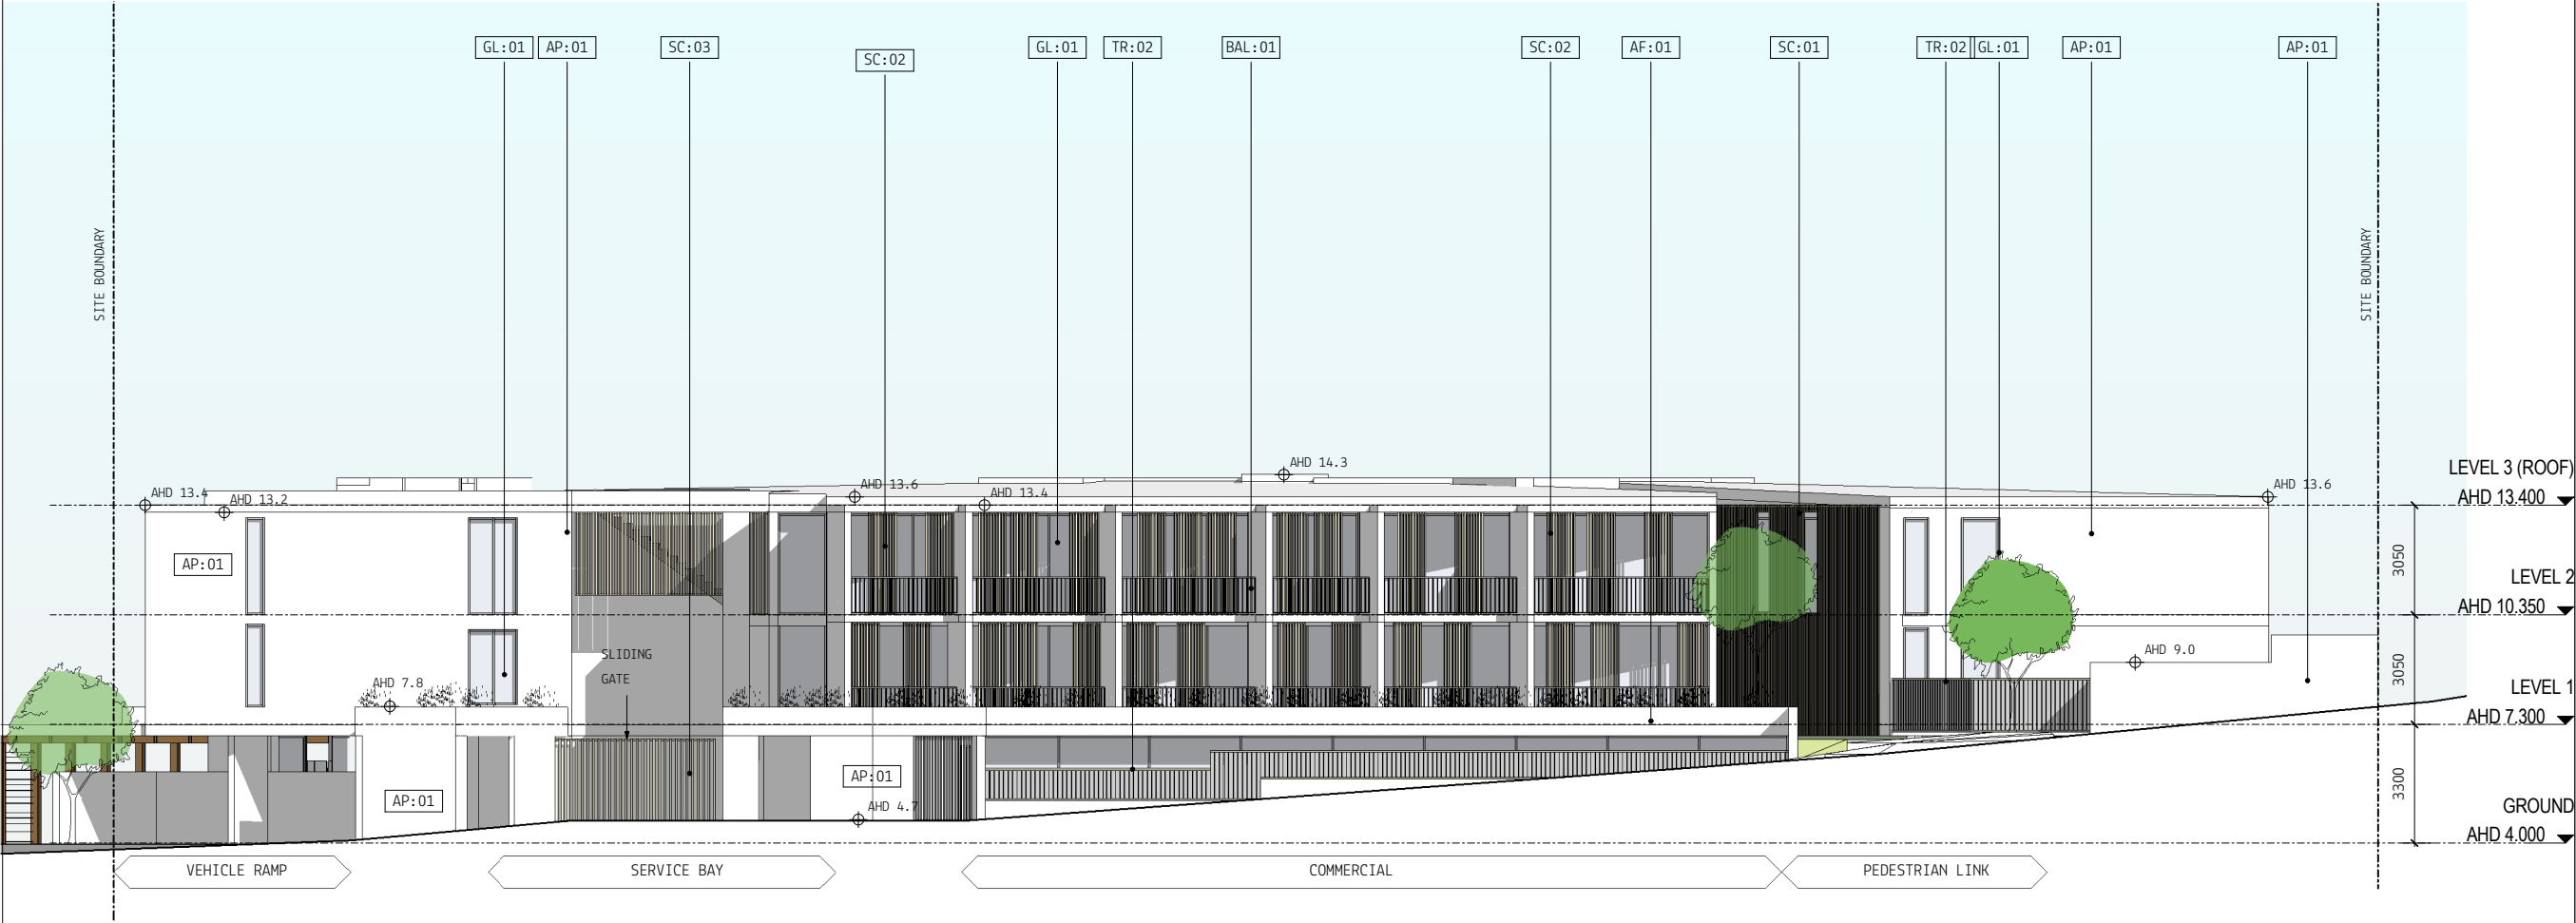 GL:01 AP:01 SC:03 SC:02 GL:01 TR:02 BAL:01 SC:02 AF:01 SC:01 TR:02 GL:01 AP:01 AP:01
SITE BOUNDARY
SITE BOUNDARY
AHD 14.3
LEVEL 3 (ROOF)
AHD 13.400
AHD 13.4
AHD 13.2
AHD 13.6
AHD 13.4
AHD 13.6
AP:01
3050
LEVEL 2
AHD 10.350
SLIDING
GATE
AHD 9.0
3050
AHD 7.8
LEVEL 1
AHD 7.300
AP:01
AP:01
AHD 4.7
3300
GROUND
AHD 4.000
VEHICLE RAMP
SERVICE BAY
COMMERCIAL
PEDESTRIAN LINK